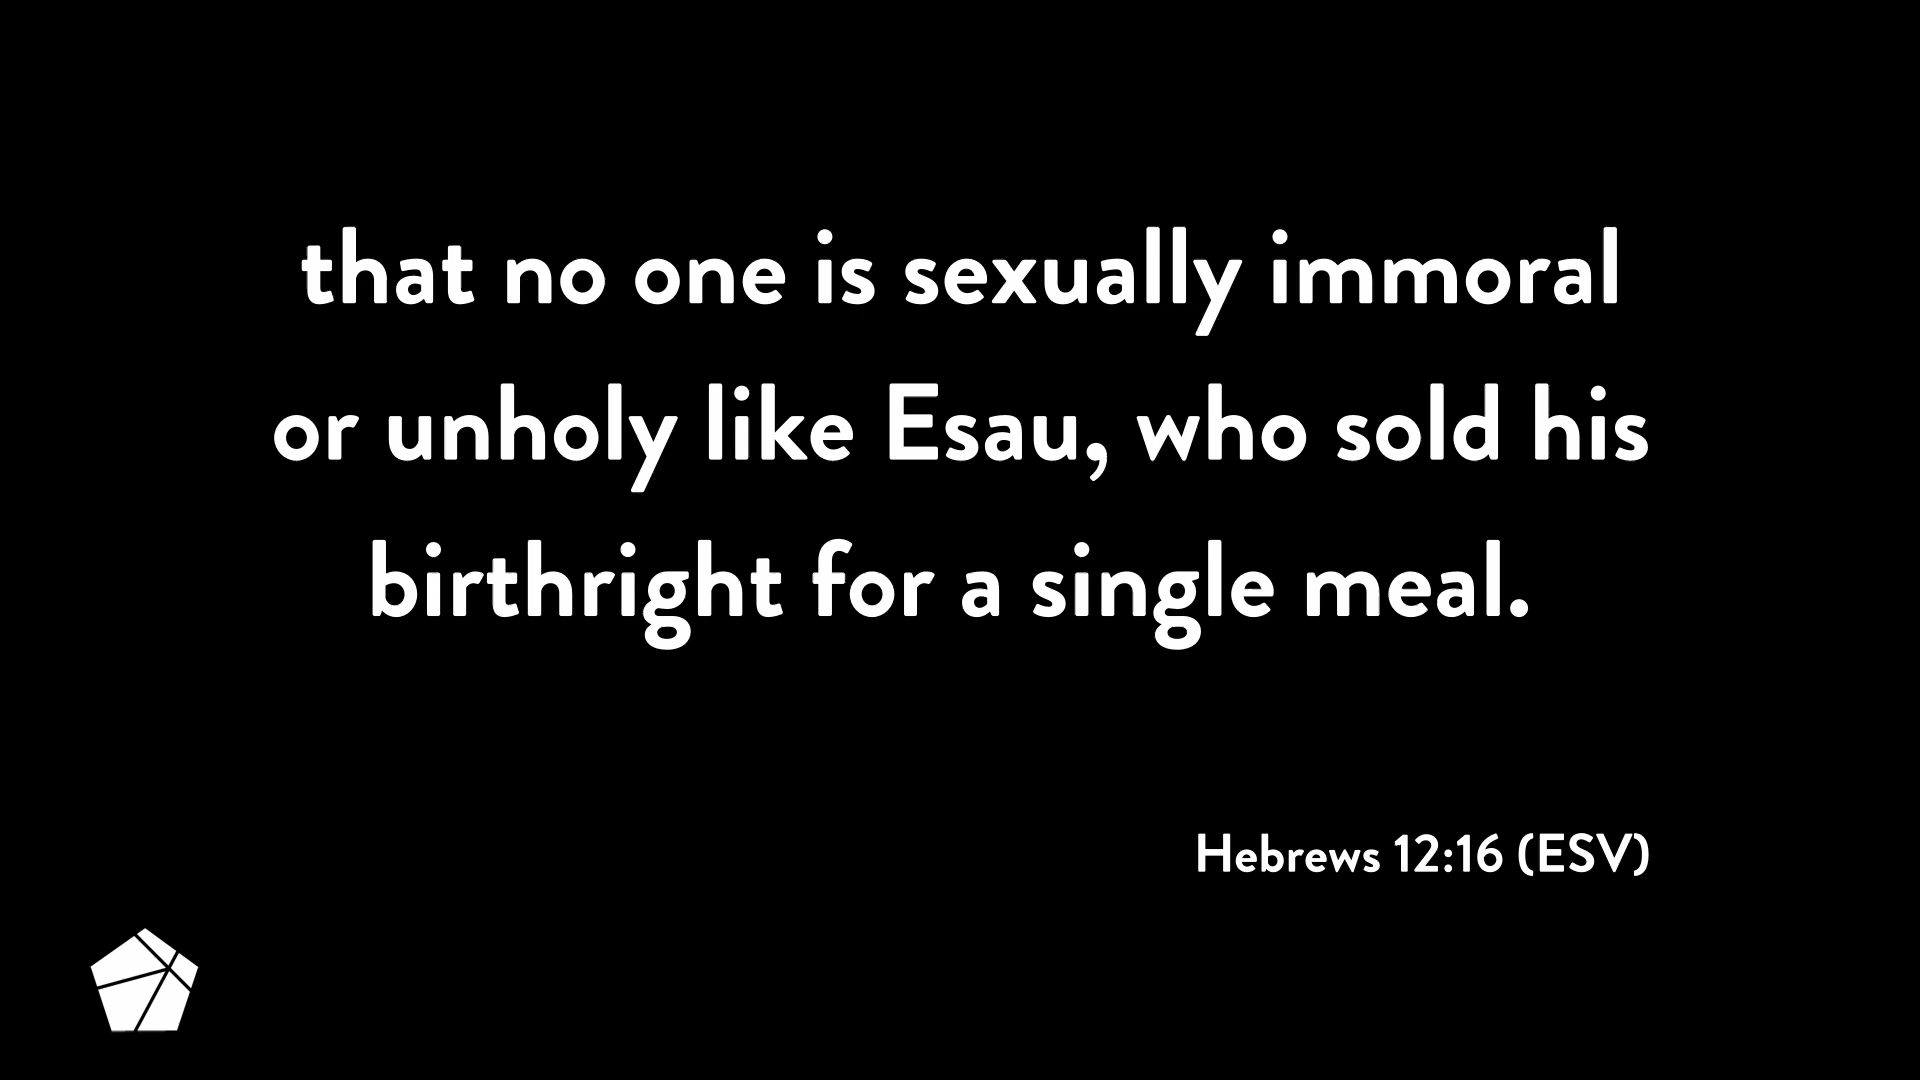 that no one is sexually immoral
or unholy like Esau, who sold his
birthright for a single meal.
Hebrews 12:16 (ESV)